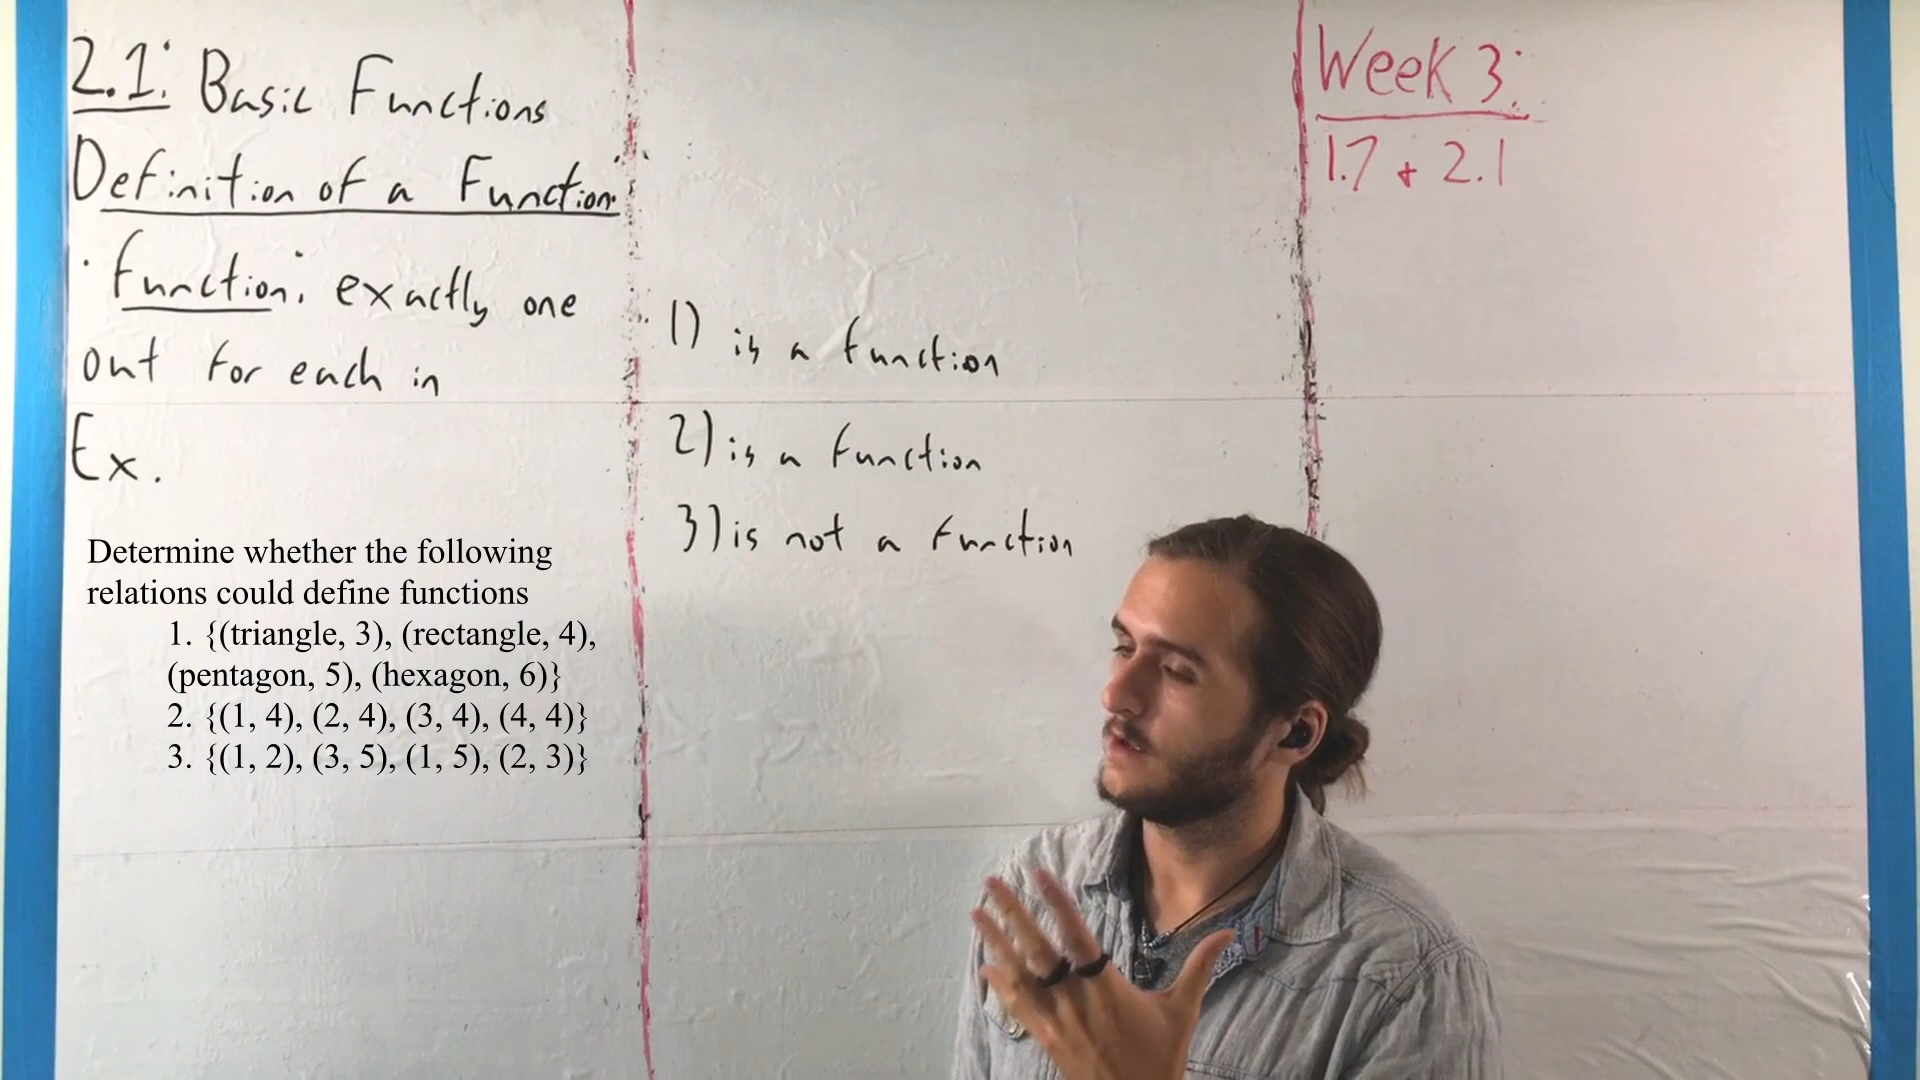 2.1: Basic Functions
Definition of a Function:
· Function: exactly one
out for each in
Ex.
Determine whether the following
relations could define functions
1. {(triangle, 3), (rectangle, 4),
(pentagon, 5), (hexagon, 6)}
2. {(1, 4), (2, 4), (3, 4), (4, 4)}
3. {(1, 2), (3, 5), (1, 5), (2, 3)}
1) is a function
2) is a function
3) is not a function
Week 3:
1.7 + 2.1